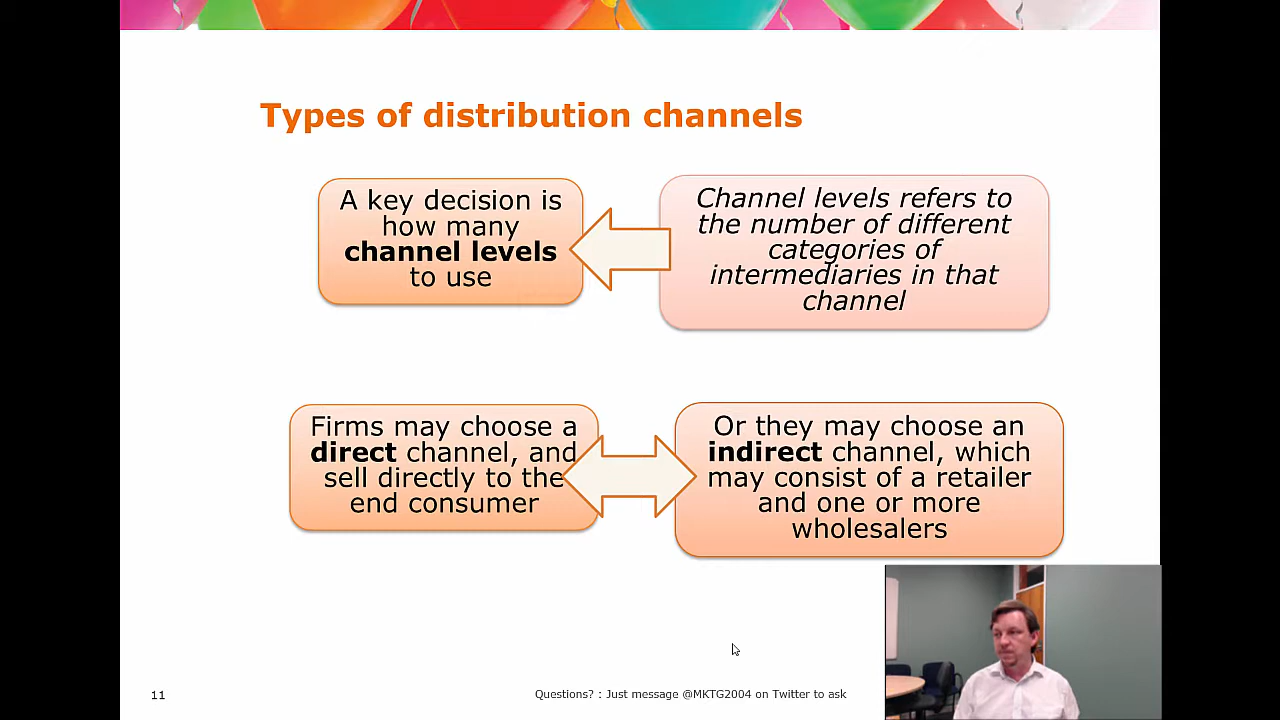 Types of distribution channels
A key decision is
how many
channel levels
to use
Channel levels refers to
the number of different
categories of
intermediaries in that
channel
Firms may choose a
direct channel, and
sell directly to the
end consumer
Or they may choose an
indirect channel, which
may consist of a retailer
and one or more
wholesalers
11
Questions? : Just message @MKTG2004 on Twitter to ask